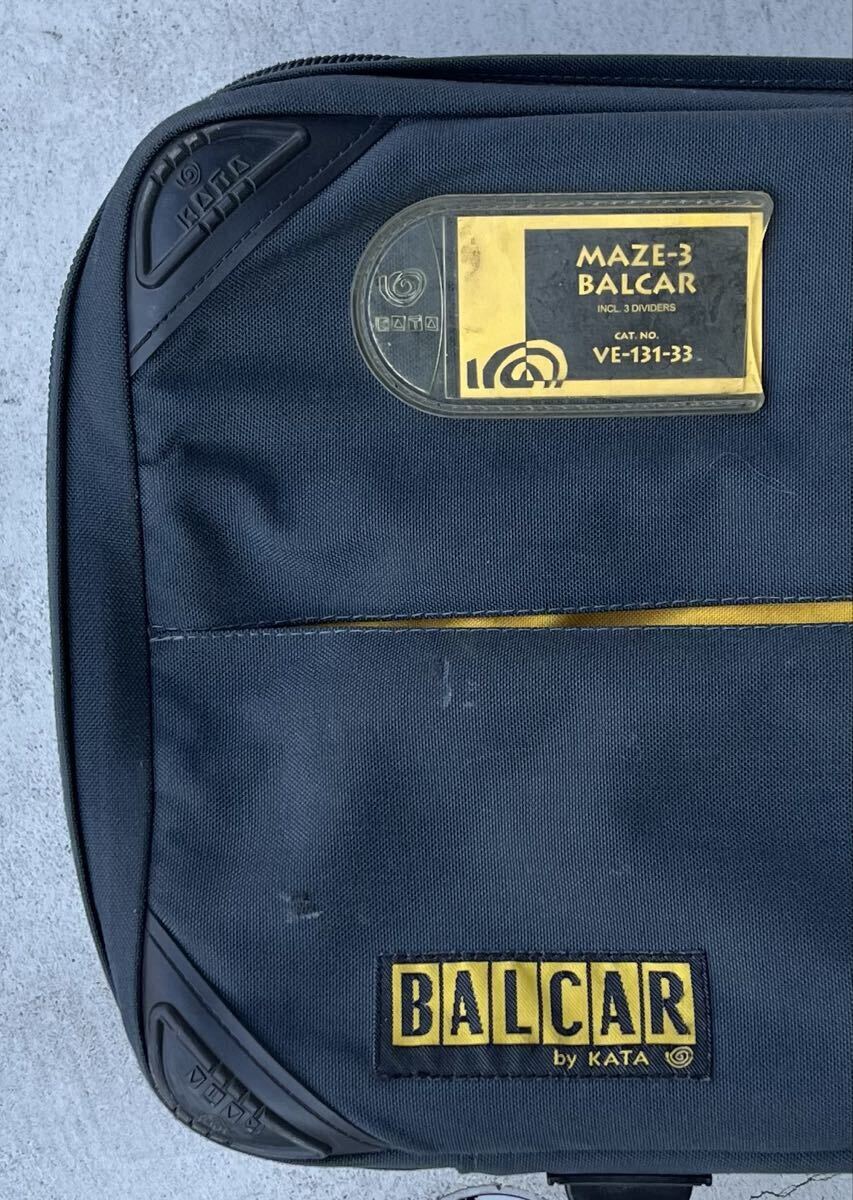 KATA
KATA
MAZE-3
BALCAR
INCL. 3 DIVIDERS
CAT. NO.
VE-131-33
BALCAR
by KATA
KATA